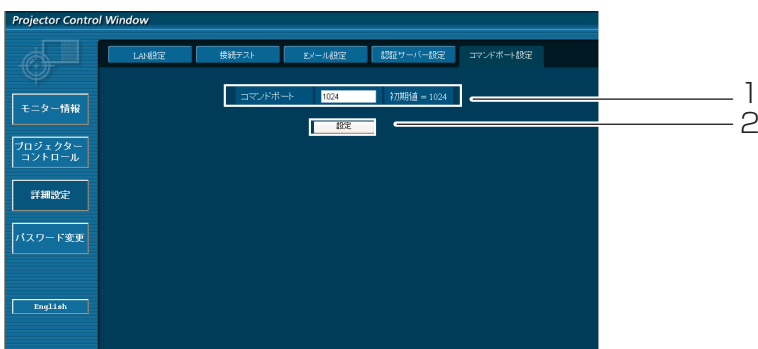 Projector Control Window
LAN設定 接続テスト Eメール設定 認証サーバー設定 コマンドポート設定
コマンドポート 1024 初期値 = 1024 1
設定 2
モニター情報
プロジェクター
コントロール
詳細設定
パスワード変更
English